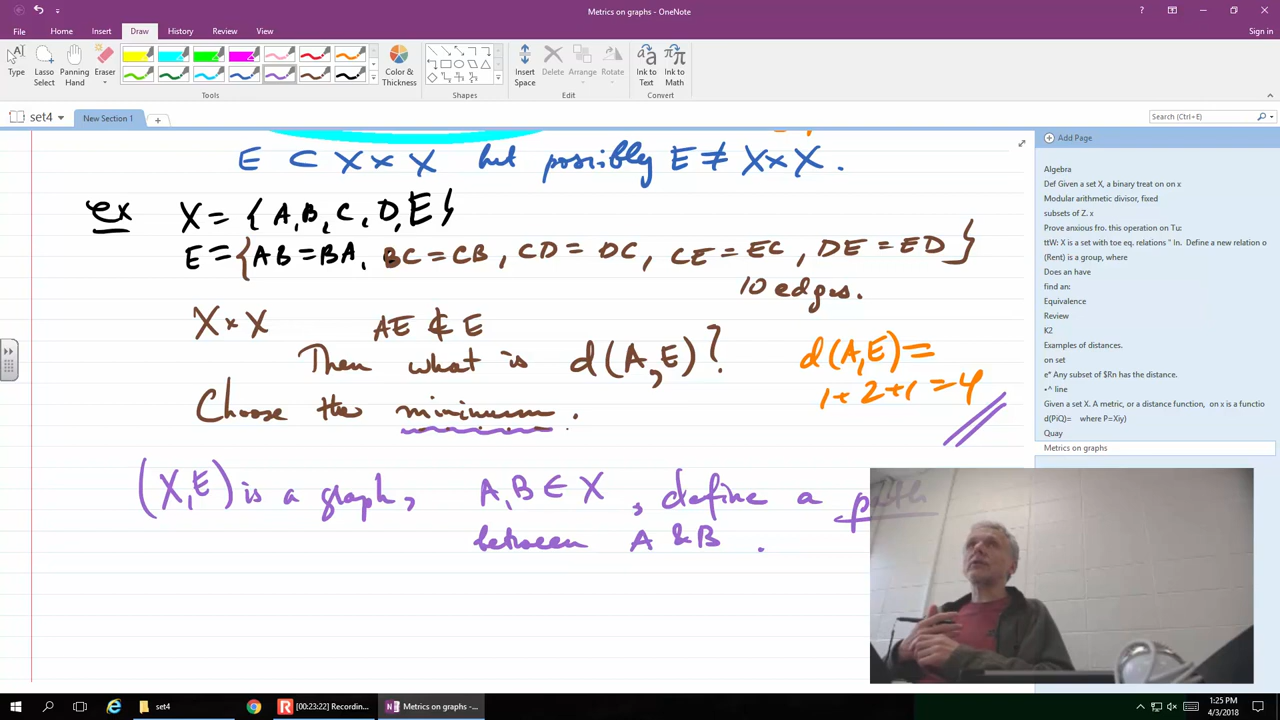 Metrics on graphs - OneNote
Sign in
File Home Insert Draw History Review View
Type Lasso Select Panning Hand Eraser Color & Thickness Insert Space Delete Arrange Rotate Ink to Text Ink to Math
Tools Shapes Edit Convert
set4 New Section 1 Search (Ctrl+E)
E ⊂ X × X but possibly E ≠ X × X .
ex X = { A, B, C, D, E }
E = { AB = BA, BC = CB , CD = DC , CE = EC , DE = ED }
10 edges.
X × X AE ∉ E
Then what is d(A,E) ?
d(A,E) =
1 + 2 + 1 = 4
Choose the minimum .
(X,E) is a graph, A, B ∈ X , define a path
between A & B .
Add Page
Algebra
Def Given a set X, a binary treat on on x
Modular arithmetic divisor, fixed
subsets of Z. x
Prove anxious fro. this operation on Tu:
ttW: X is a set with toe eq. relations " In. Define a new relation o
(Rent) is a group, where
Does an have
find an:
Equivalence
Review
K2
Examples of distances.
on set
e* Any subset of $Rn has the distance.
•^ line
Given a set X. A metric, or a distance function, on x is a functio
d(PiQ)= where P=Xiy)
Quay
Metrics on graphs
set4
[00:23:22] Recordin...
Metrics on graphs -...
1:25 PM
4/3/2018